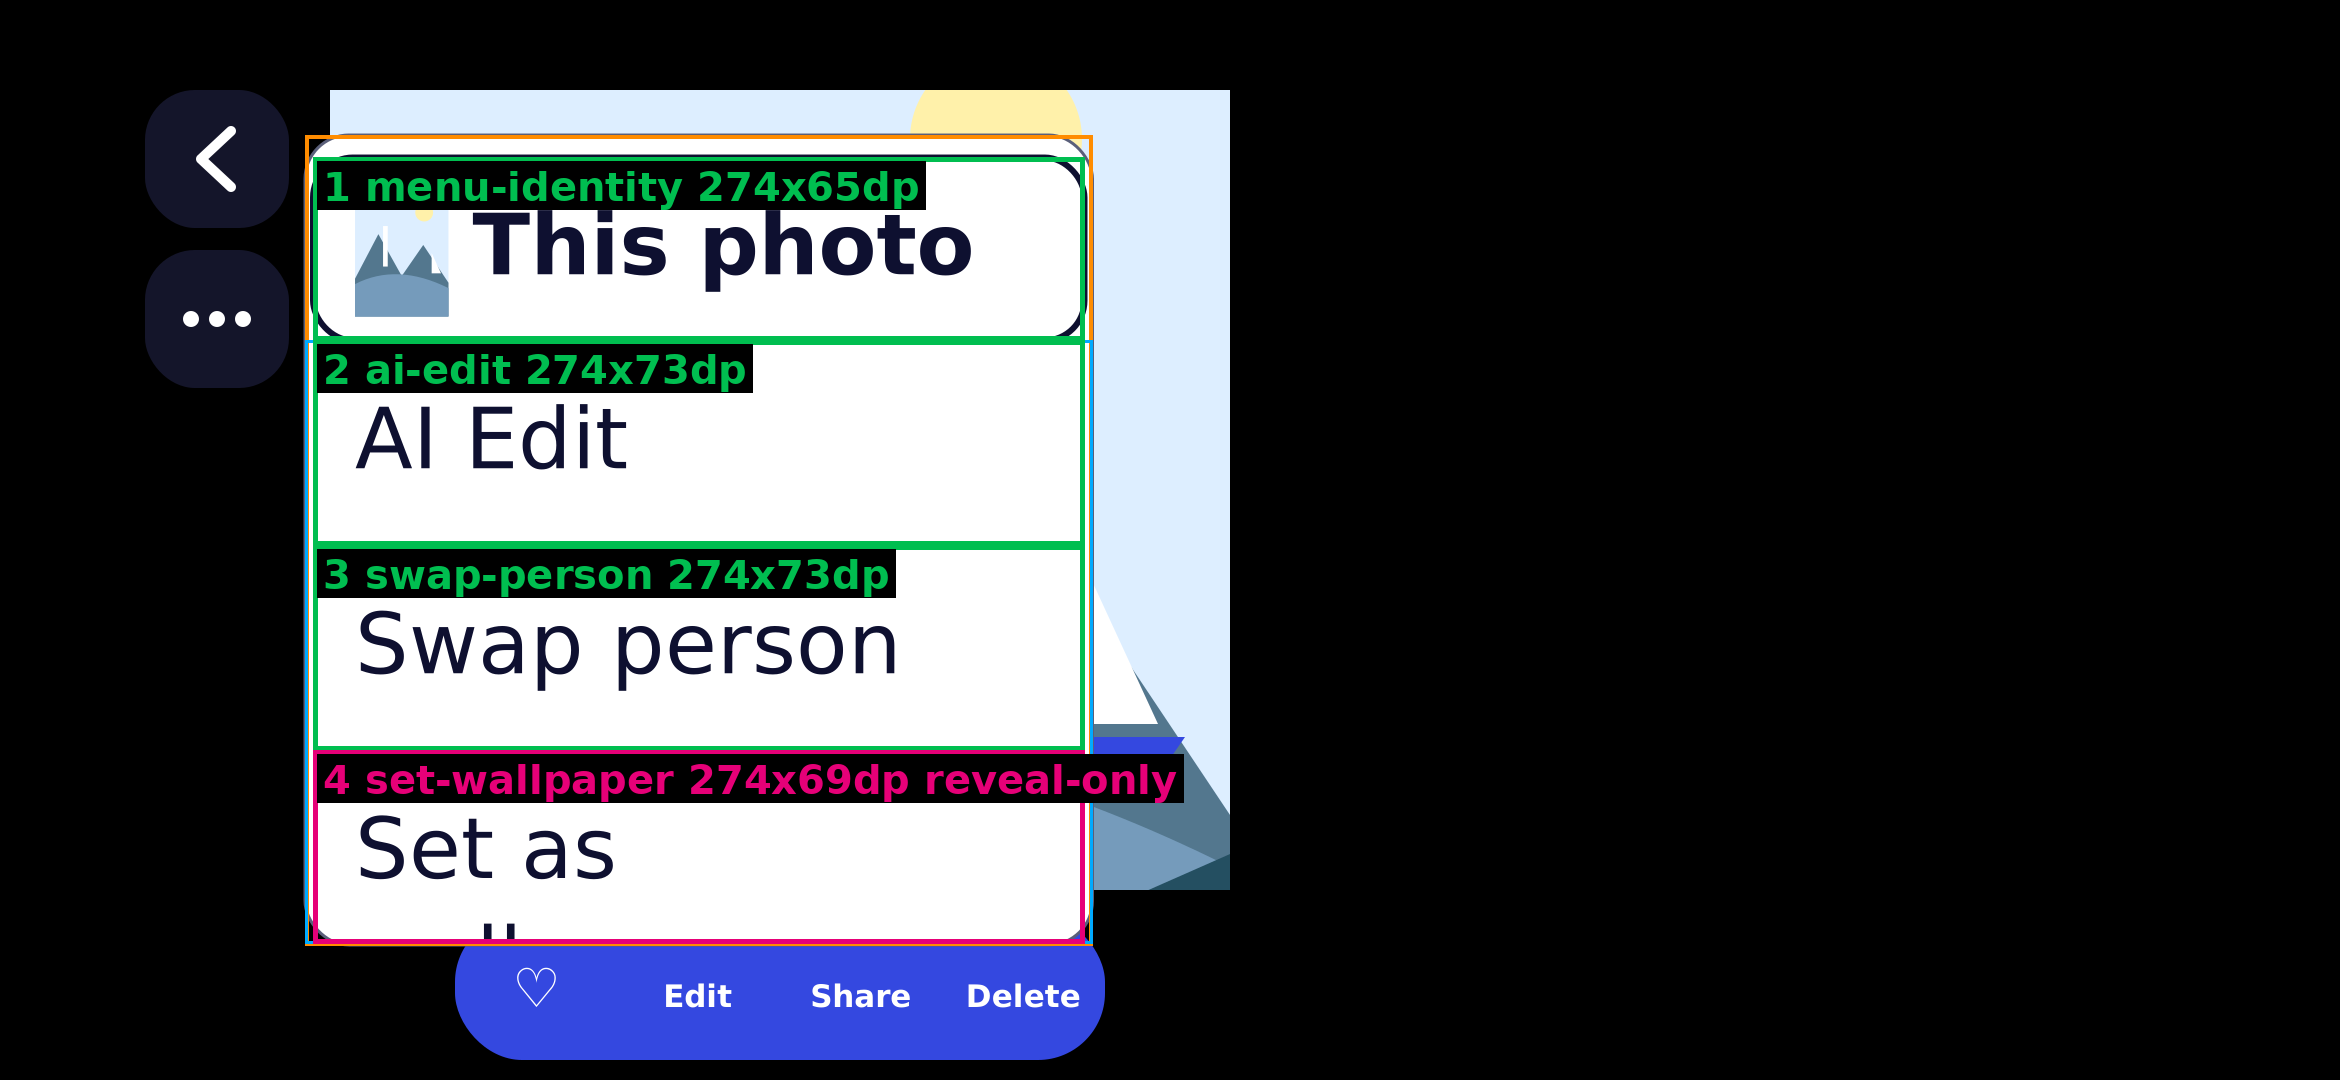 1 menu-identity 274x65dp
This photo
2 ai-edit 274x73dp
AI Edit
3 swap-person 274x73dp
Swap person
4 set-wallpaper 274x69dp reveal-only
Set as
Edit Share Delete